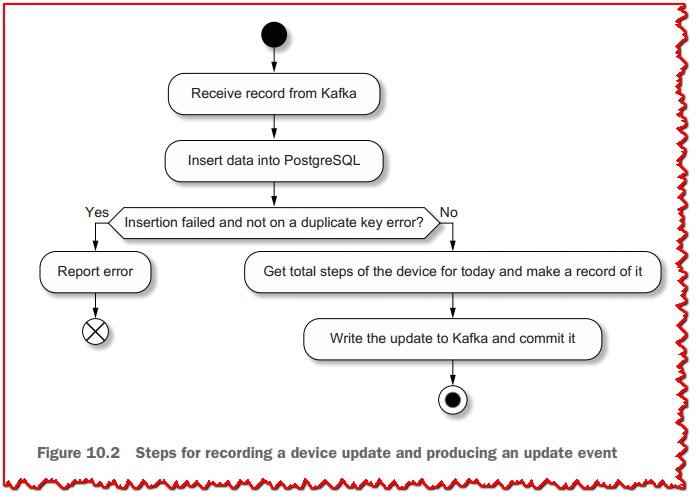 Receive record from Kafka
Insert data into PostgreSQL
Insertion failed and not on a duplicate key error?
Yes
No
Report error
Get total steps of the device for today and make a record of it
Write the update to Kafka and commit it
Figure 10.2 Steps for recording a device update and producing an update event